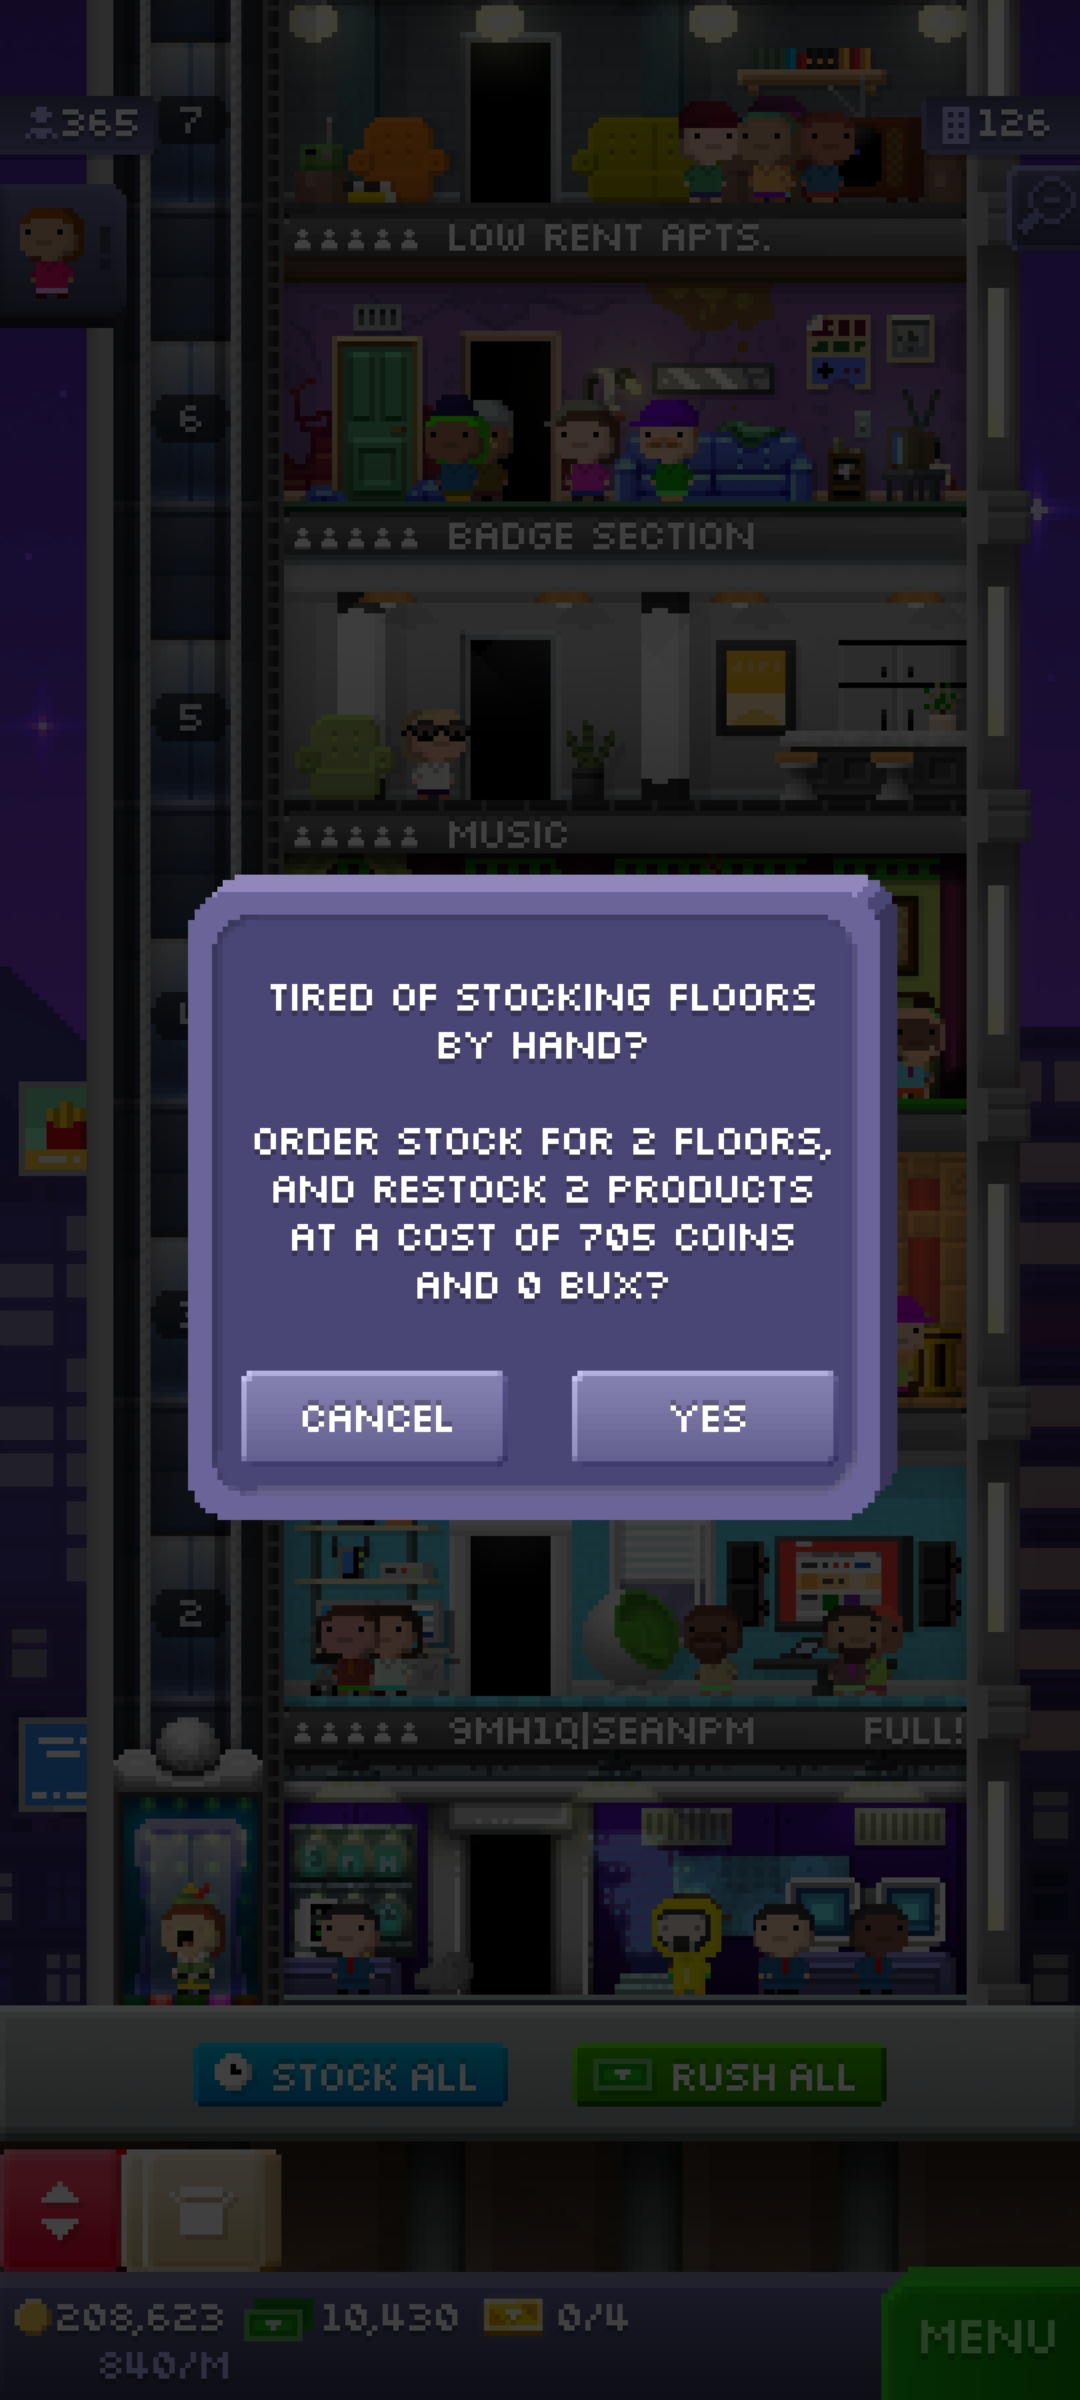 365
7
126
LOW RENT APTS.
6
BADGE SECTION
5
MUSIC
TIRED OF STOCKING FLOORS
BY HAND?
ORDER STOCK FOR 2 FLOORS,
AND RESTOCK 2 PRODUCTS
AT A COST OF 705 COINS
AND 0 BUX?
CANCEL
YES
2
9MH1Q|SEANPM
FULL!
STOCK ALL
RUSH ALL
208,623
10,430
0/4
840/M
MENU